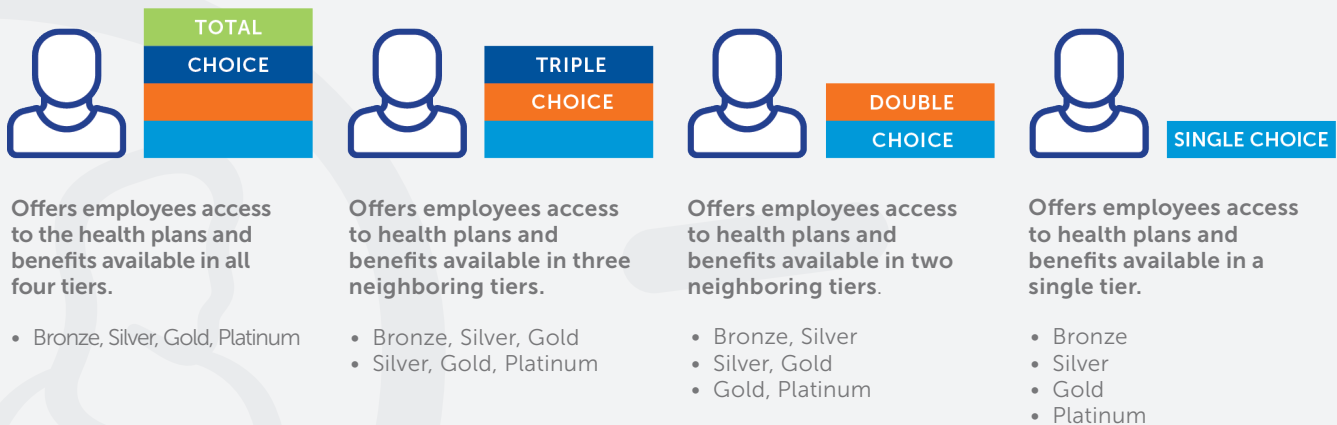 TOTAL
CHOICE
TRIPLE
CHOICE
DOUBLE
CHOICE
SINGLE CHOICE
Offers employees access
to the health plans and
benefits available in all
four tiers.
• Bronze, Silver, Gold, Platinum
Offers employees access
to health plans and
benefits available in three
neighboring tiers.
• Bronze, Silver, Gold
• Silver, Gold, Platinum
Offers employees access
to health plans and
benefits available in two
neighboring tiers.
• Bronze, Silver
• Silver, Gold
• Gold, Platinum
Offers employees access
to health plans and
benefits available in a
single tier.
• Bronze
• Silver
• Gold
• Platinum